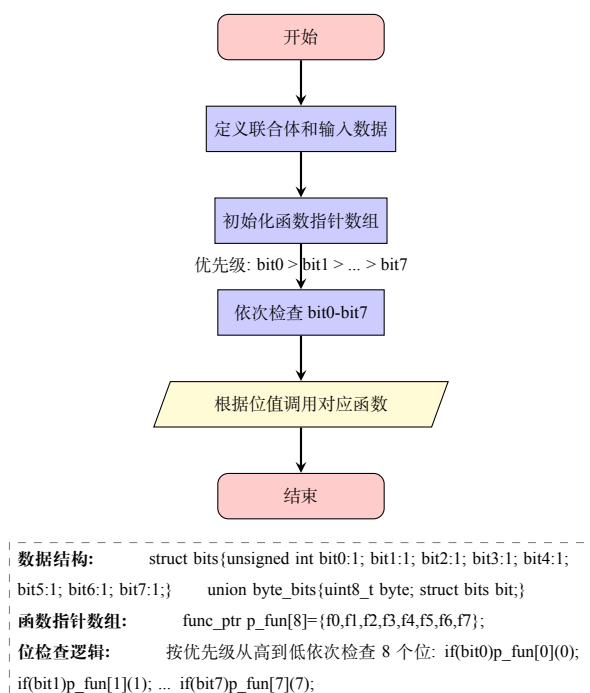 开始
定义联合体和输入数据
初始化函数指针数组
优先级: bit0 > bit1 > ... > bit7
依次检查 bit0-bit7
根据位值调用对应函数
结束
数据结构: struct bits{unsigned int bit0:1; bit1:1; bit2:1; bit3:1; bit4:1;
bit5:1; bit6:1; bit7:1;} union byte_bits{uint8_t byte; struct bits bit;}
函数指针数组: func_ptr p_fun[8]={f0,f1,f2,f3,f4,f5,f6,f7};
位检查逻辑: 按优先级从高到低依次检查 8 个位: if(bit0)p_fun[0](0);
if(bit1)p_fun[1](1); ... if(bit7)p_fun[7](7);